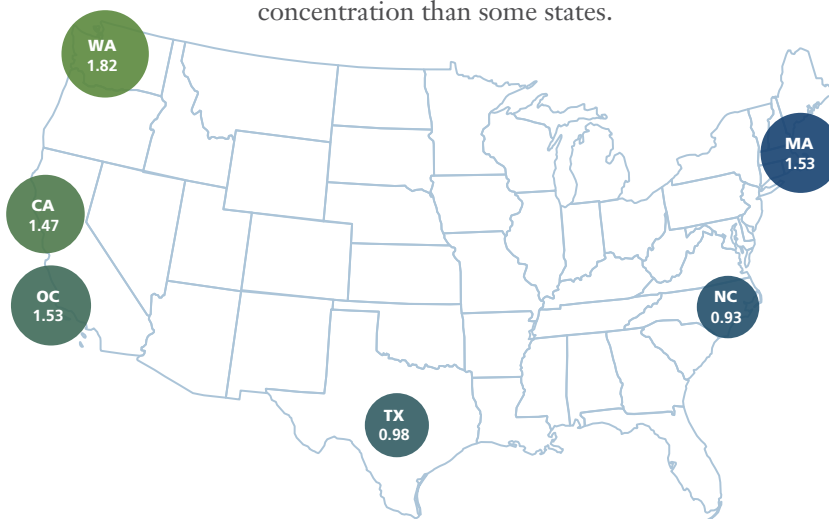 concentration than some states.
WA
1.82
MA
1.53
CA
1.47
OC
1.53
NC
0.93
TX
0.98